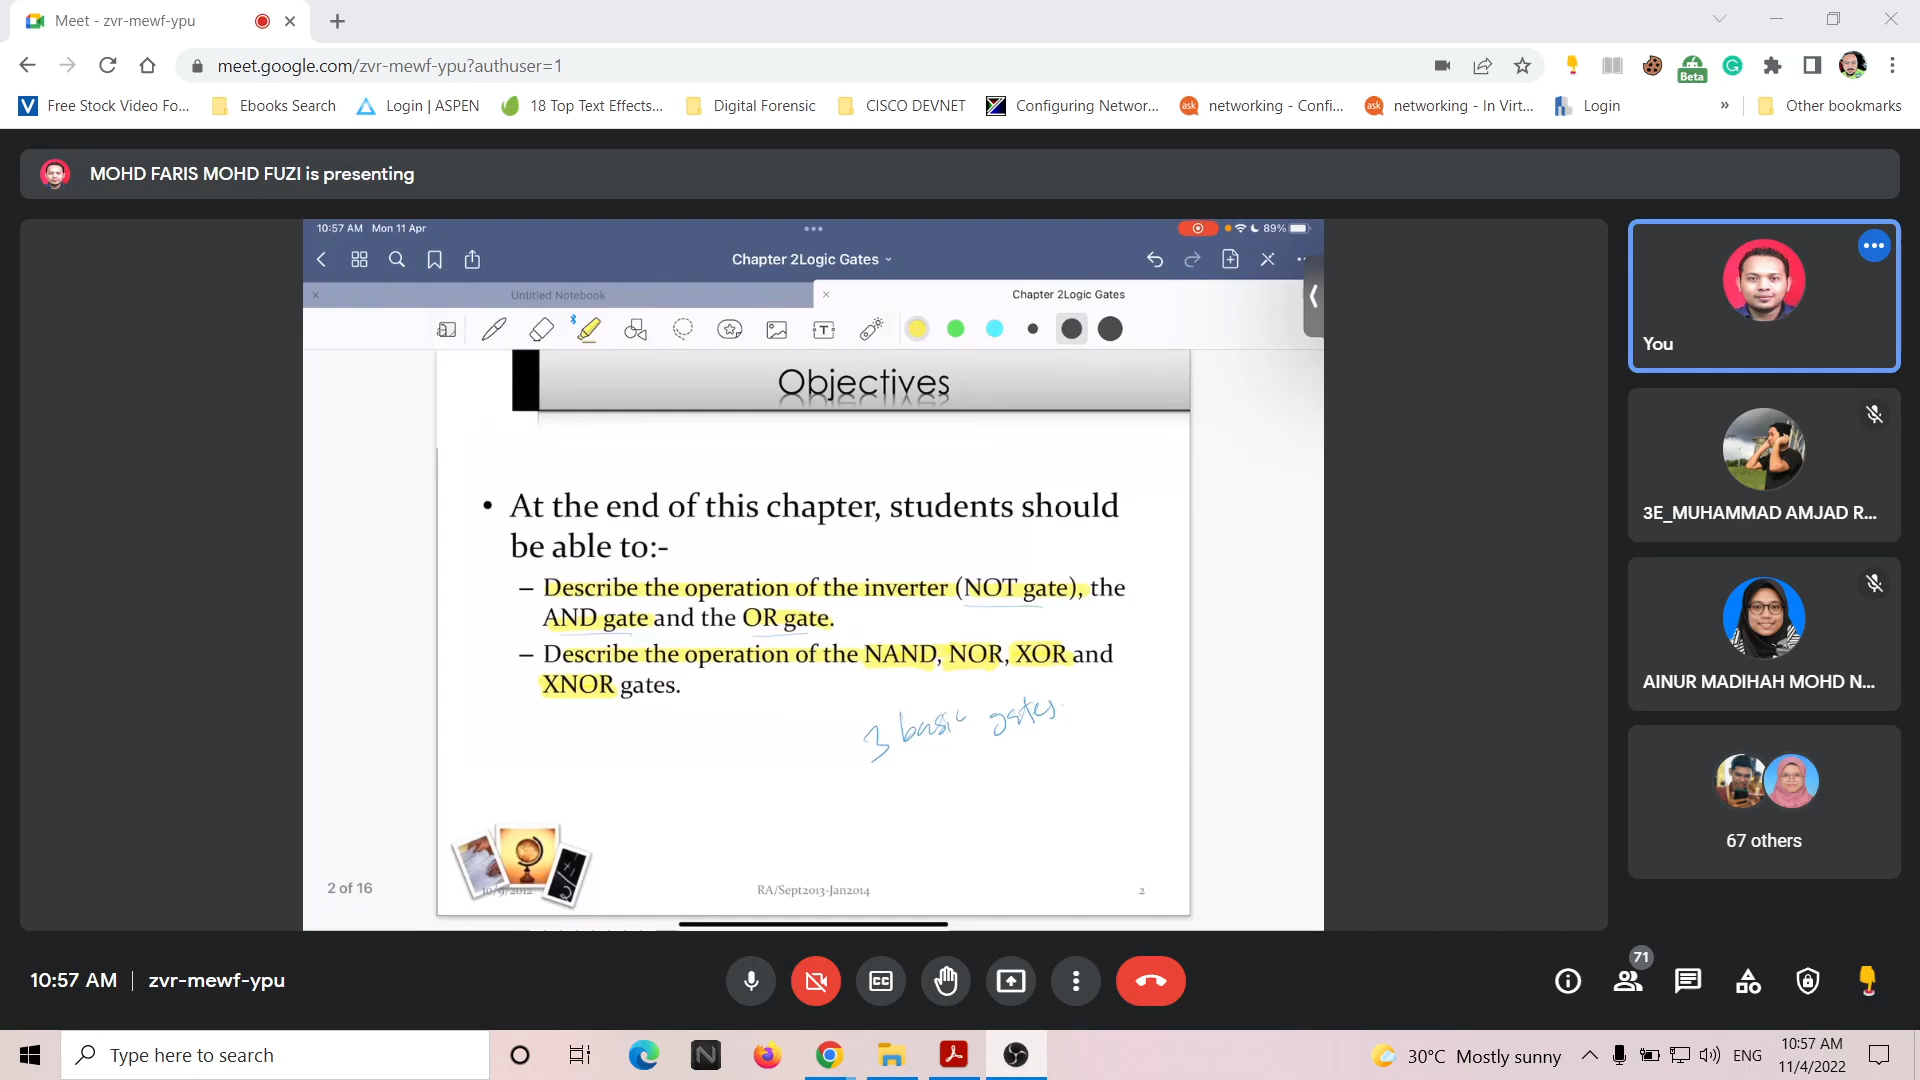 Meet - zvr-mewf-ypu
meet.google.com/zvr-mewf-ypu?authuser=1
Beta
Free Stock Video Fo... Ebooks Search Login | ASPEN 18 Top Text Effects... Digital Forensic CISCO DEVNET Configuring Networ... networking - Confi... networking - In Virt... Login » Other bookmarks
MOHD FARIS MOHD FUZI is presenting
10:57 AM Mon 11 Apr
89%
Chapter 2Logic Gates
Untitled Notebook
Chapter 2Logic Gates
Objectives
• At the end of this chapter, students should
be able to:-
– Describe the operation of the inverter (NOT gate), the
AND gate and the OR gate.
– Describe the operation of the NAND, NOR, XOR and
XNOR gates.
3 basic gates.
2 of 16
10/9/2012
RA/Sept2013-Jan2014
2
You
3E_MUHAMMAD AMJAD R...
AINUR MADIHAH MOHD N...
67 others
10:57 AM | zvr-mewf-ypu
71
Type here to search
30°C Mostly sunny
ENG
10:57 AM
11/4/2022